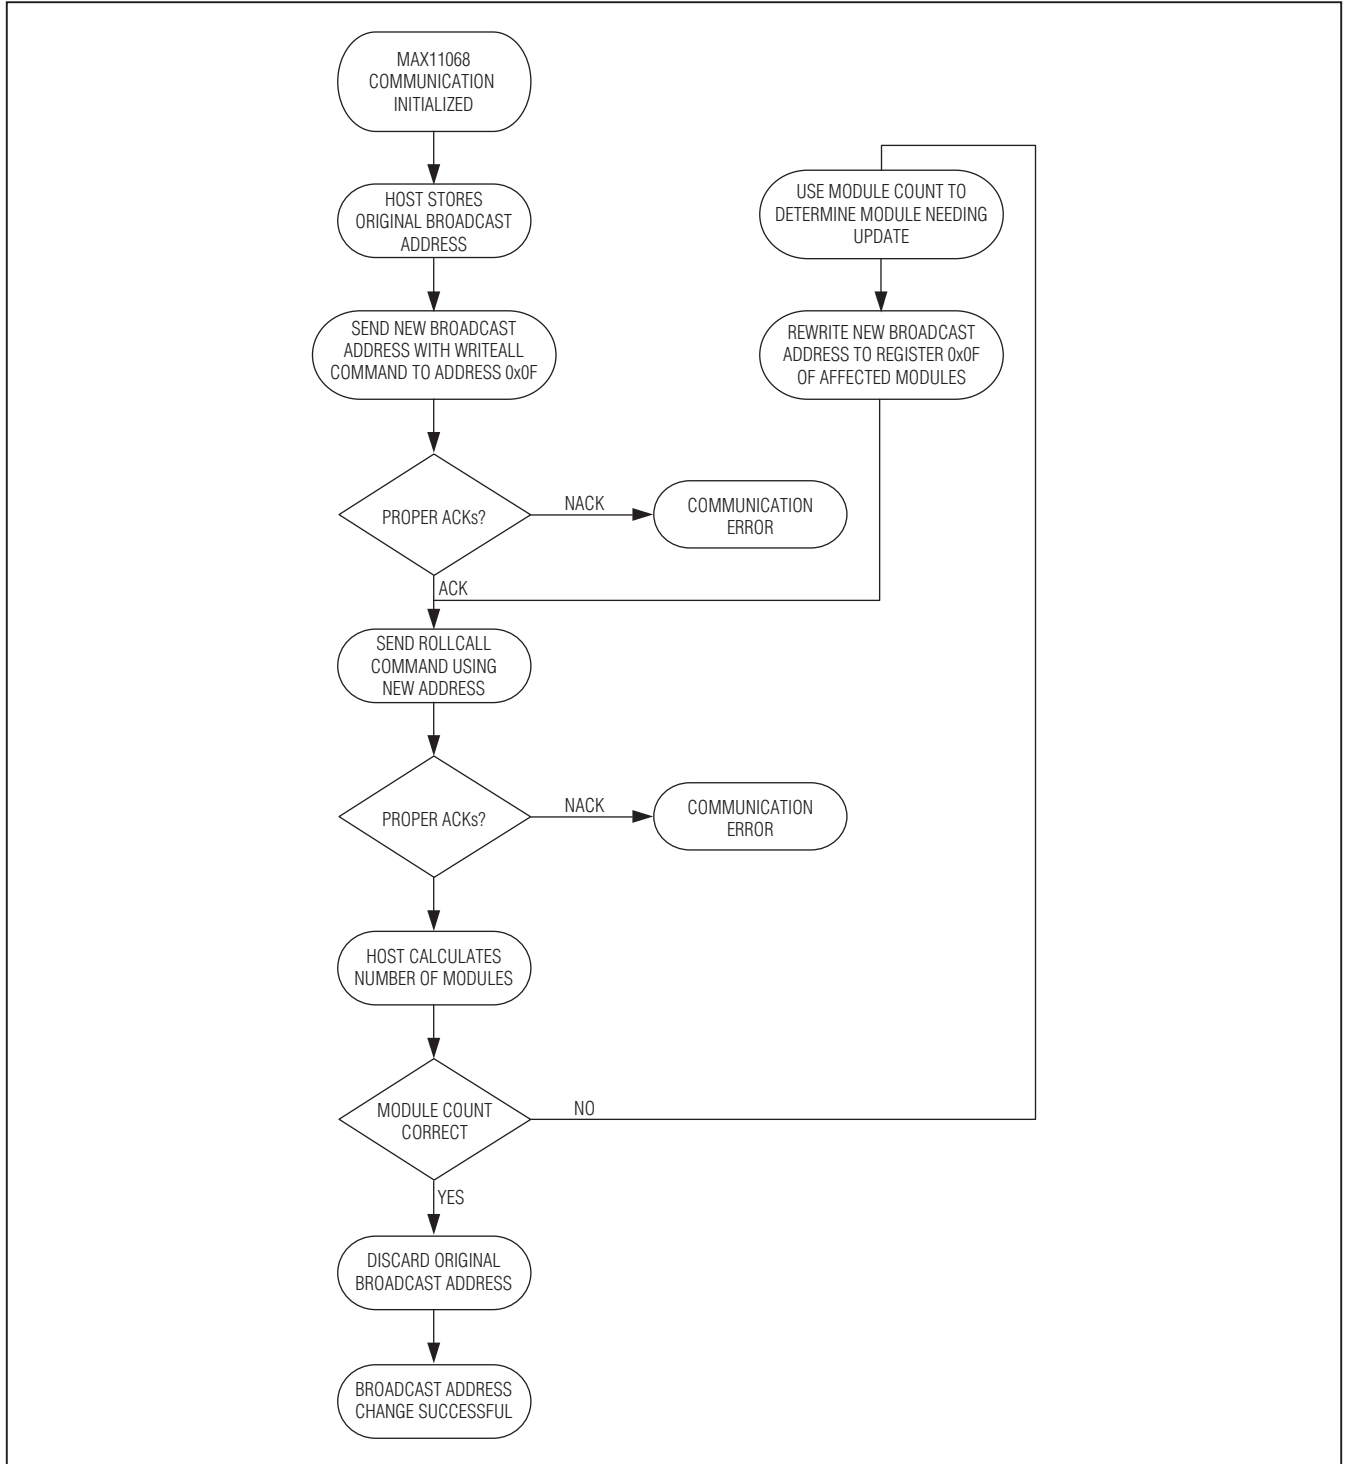 MAX11068
COMMUNICATION
INITIALIZED
HOST STORES
ORIGINAL BROADCAST
ADDRESS
USE MODULE COUNT TO
DETERMINE MODULE NEEDING
UPDATE
SEND NEW BROADCAST
ADDRESS WITH WRITEALL
COMMAND TO ADDRESS 0x0F
REWRITE NEW BROADCAST
ADDRESS TO REGISTER 0x0F
OF AFFECTED MODULES
PROPER ACKs?
NACK
COMMUNICATION
ERROR
ACK
SEND ROLLCALL
COMMAND USING
NEW ADDRESS
PROPER ACKs?
NACK
COMMUNICATION
ERROR
HOST CALCULATES
NUMBER OF MODULES
MODULE COUNT
CORRECT
NO
YES
DISCARD ORIGINAL
BROADCAST ADDRESS
BROADCAST ADDRESS
CHANGE SUCCESSFUL